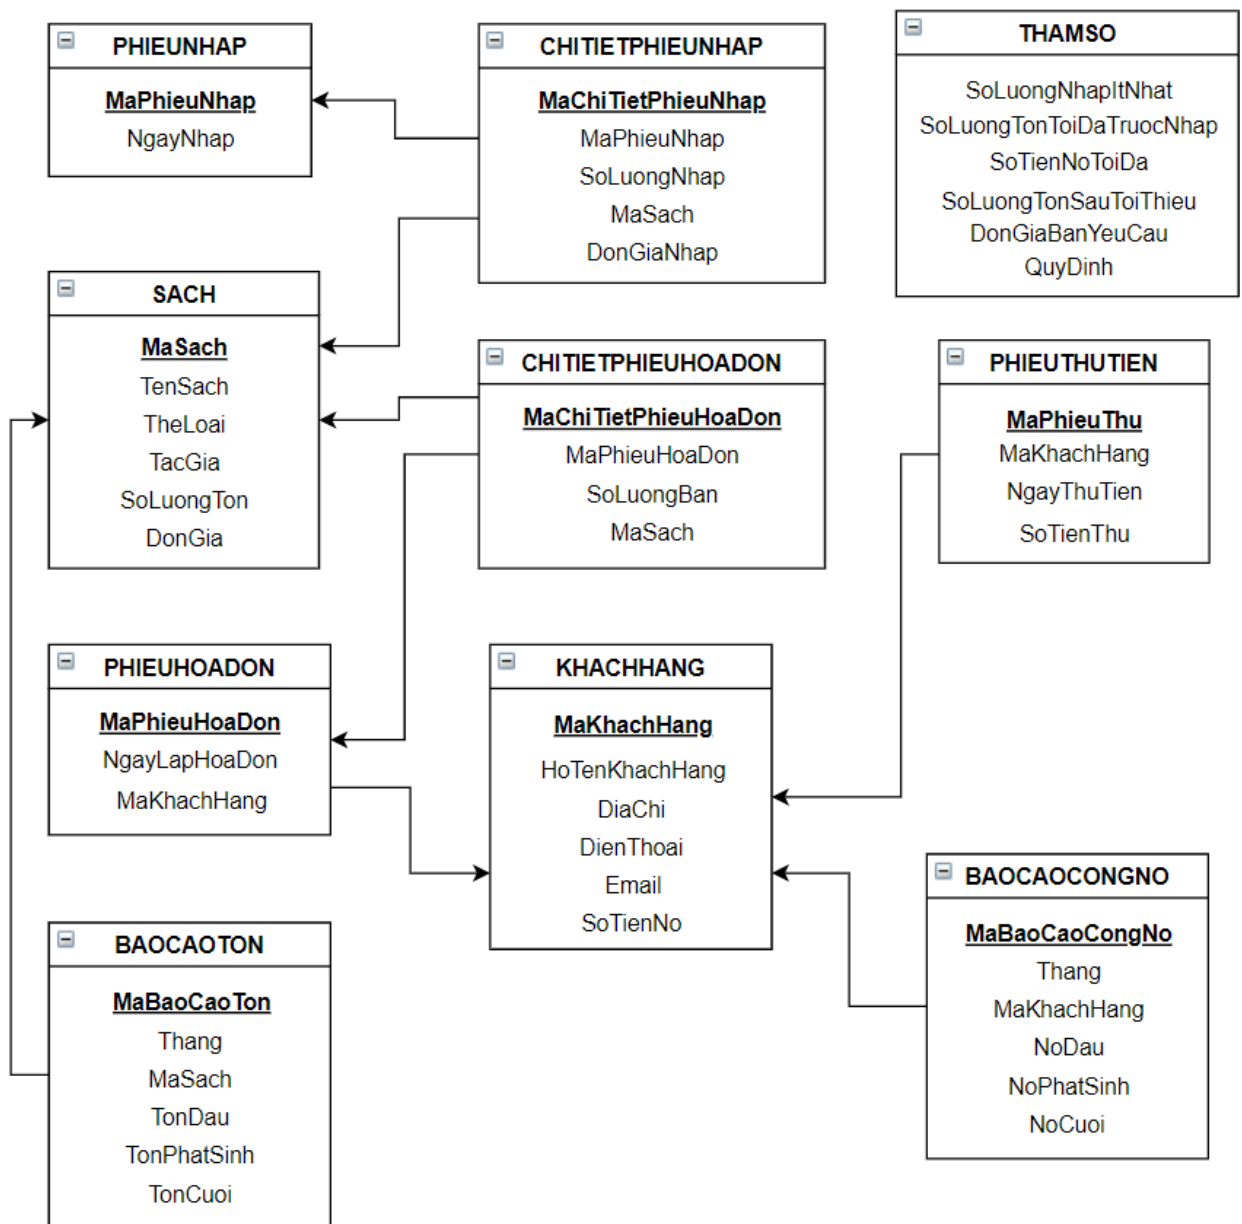 PHIEUNHAP
MaPhieuNhap
NgayNhap
CHITIETPHIEUNHAP
MaChiTietPhieuNhap
MaPhieuNhap
SoLuongNhap
MaSach
DonGiaNhap
THAMSO
SoLuongNhapItNhat
SoLuongTonToiDaTruocNhap
SoTienNoToiDa
SoLuongTonSauToiThieu
DonGiaBanYeuCau
QuyDinh
SACH
MaSach
TenSach
TheLoai
TacGia
SoLuongTon
DonGia
CHITIETPHIEUHOADON
MaChiTietPhieuHoaDon
MaPhieuHoaDon
SoLuongBan
MaSach
PHIEUTHUTIEN
MaPhieuThu
MaKhachHang
NgayThuTien
SoTienThu
PHIEUHOADON
MaPhieuHoaDon
NgayLapHoaDon
MaKhachHang
KHACHHANG
MaKhachHang
HoTenKhachHang
DiaChi
DienThoai
Email
SoTienNo
BAOCAOTON
MaBaoCaoTon
Thang
MaSach
TonDau
TonPhatSinh
TonCuoi
BAOCAOCONGNO
MaBaoCaoCongNo
Thang
MaKhachHang
NoDau
NoPhatSinh
NoCuoi